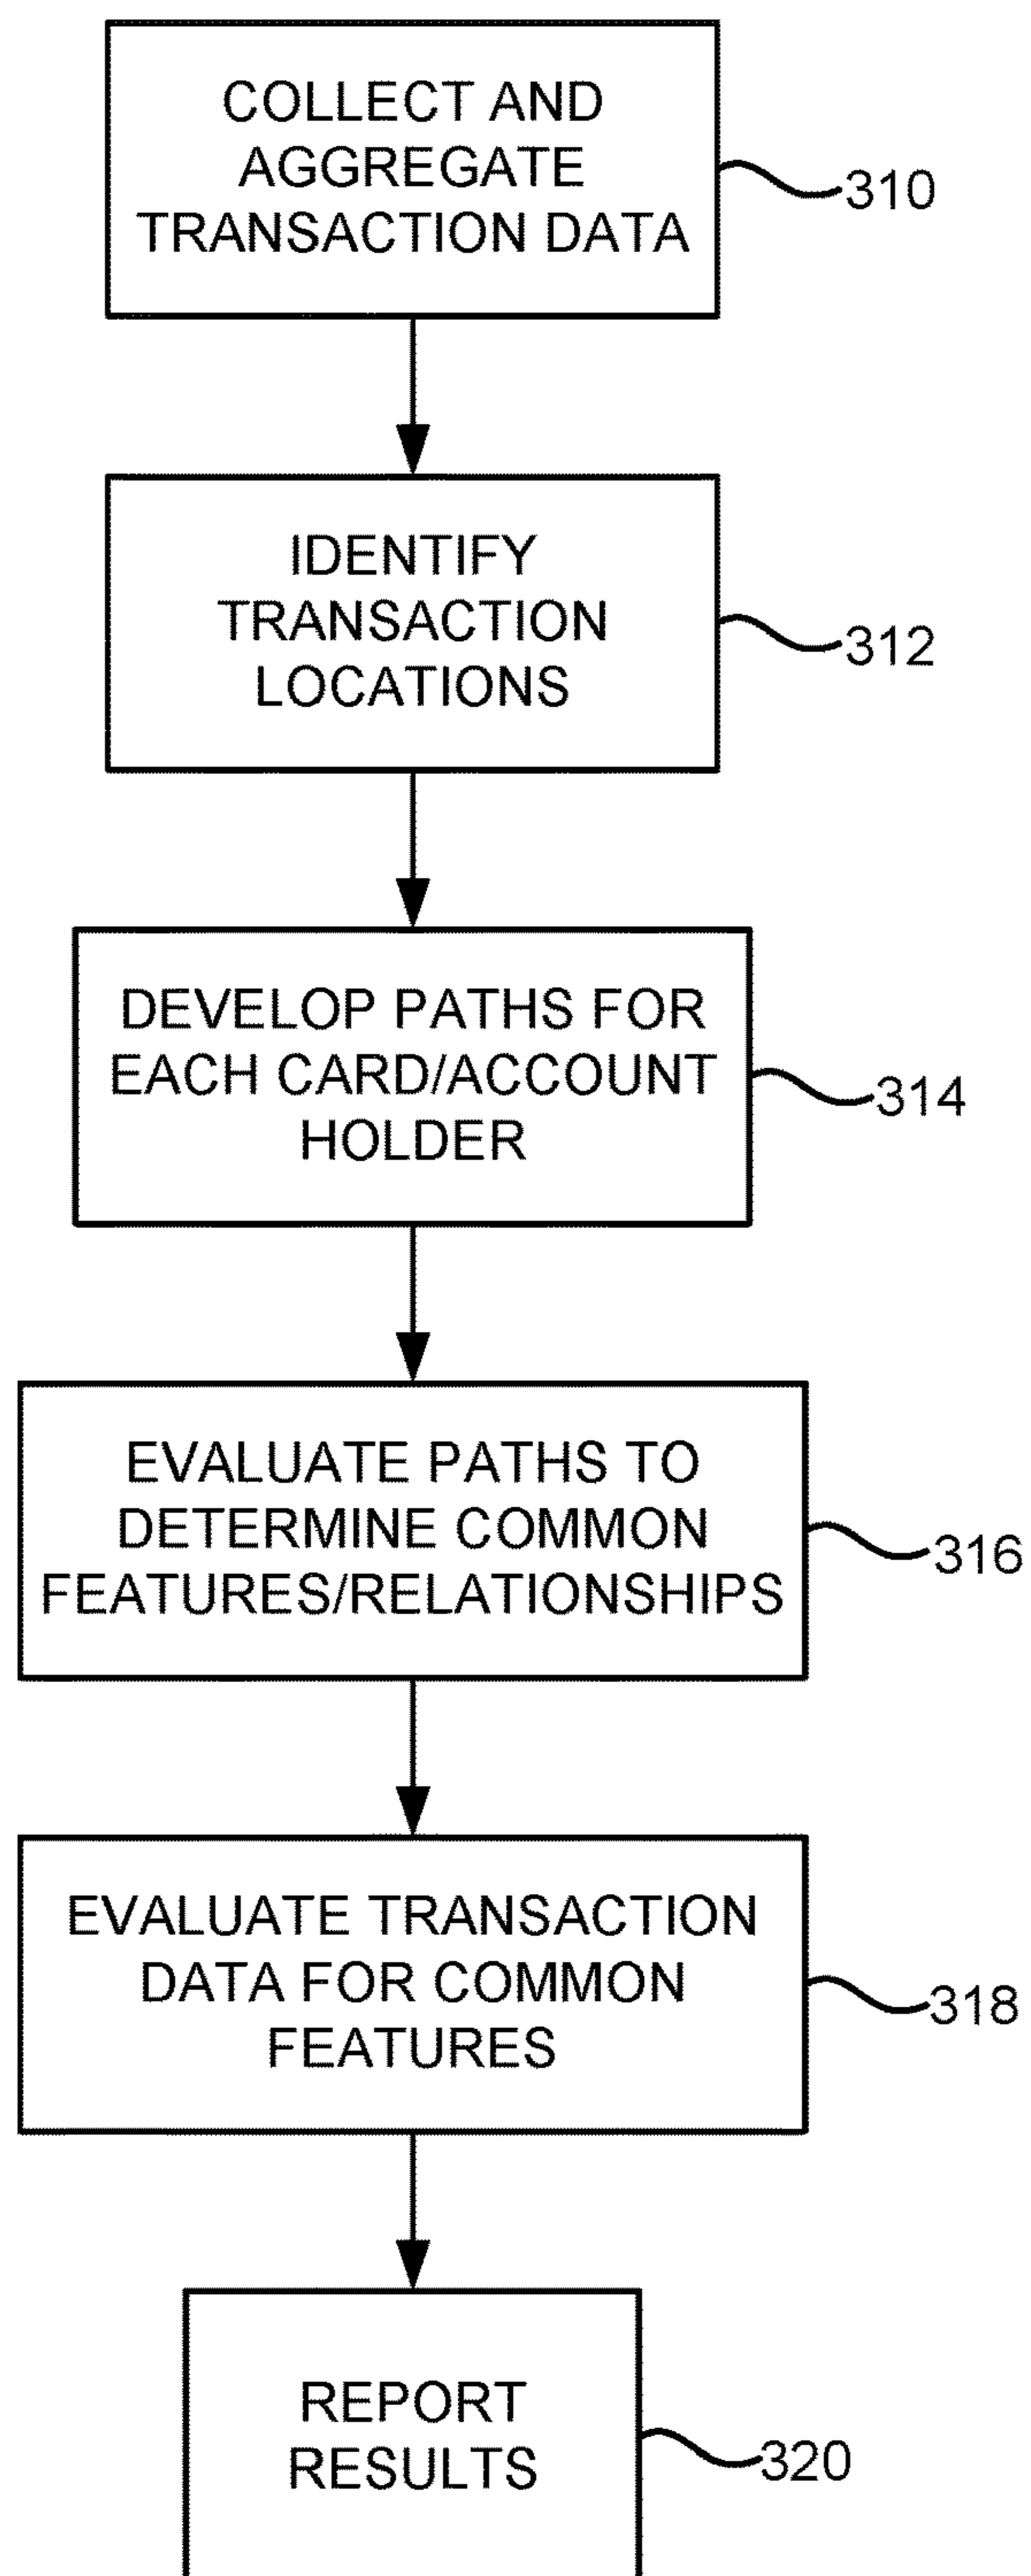 COLLECT AND
AGGREGATE
TRANSACTION DATA
310
IDENTIFY
TRANSACTION
LOCATIONS
312
DEVELOP PATHS FOR
EACH CARD/ACCOUNT
HOLDER
314
EVALUATE PATHS TO
DETERMINE COMMON
FEATURES/RELATIONSHIPS
316
EVALUATE TRANSACTION
DATA FOR COMMON
FEATURES
318
REPORT
RESULTS
320